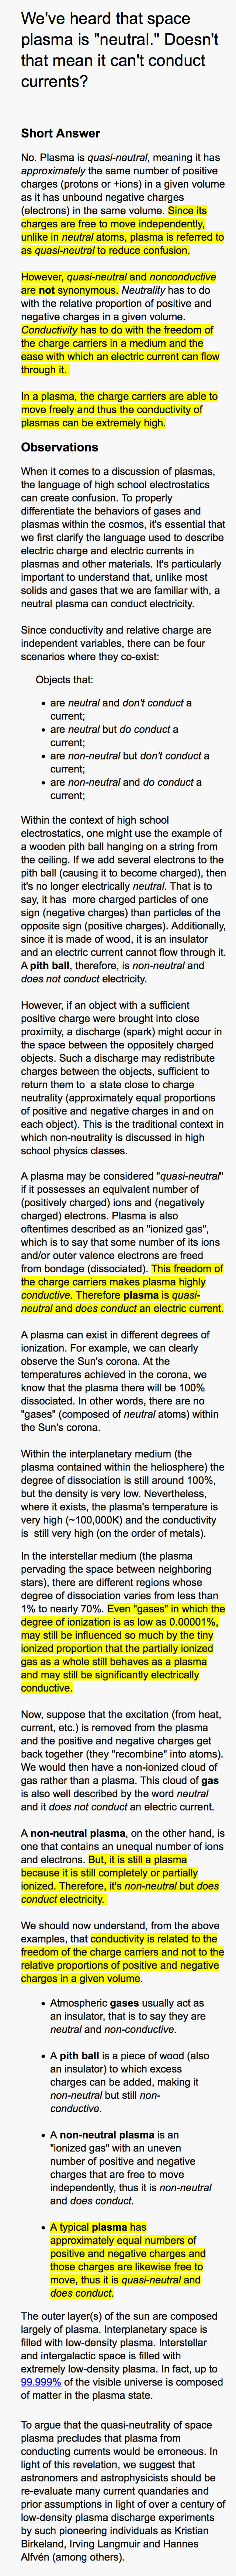 We've heard that space
plasma is "neutral." Doesn't
that mean it can't conduct
currents?
Short Answer
No. Plasma is quasi-neutral, meaning it has
approximately the same number of positive
charges (protons or +ions) in a given volume
as it has unbound negative charges
(electrons) in the same volume. Since its
charges are free to move independently,
unlike in neutral atoms, plasma is referred to
as quasi-neutral to reduce confusion.
However, quasi-neutral and nonconductive
are not synonymous. Neutrality has to do
with the relative proportion of positive and
negative charges in a given volume.
Conductivity has to do with the freedom of
the charge carriers in a medium and the
ease with which an electric current can flow
through it.
In a plasma, the charge carriers are able to
move freely and thus the conductivity of
plasmas can be extremely high.
Observations
When it comes to a discussion of plasmas,
the language of high school electrostatics
can create confusion. To properly
differentiate the behaviors of gases and
plasmas within the cosmos, it's essential that
we first clarify the language used to describe
electric charge and electric currents in
plasmas and other materials. It's particularly
important to understand that, unlike most
solids and gases that we are familiar with, a
neutral plasma can conduct electricity.
Since conductivity and relative charge are
independent variables, there can be four
scenarios where they co-exist:
Objects that:
• are neutral and don't conduct a
current;
• are neutral but do conduct a
current;
• are non-neutral but don't conduct a
current;
• are non-neutral and do conduct a
current;
Within the context of high school
electrostatics, one might use the example of
a wooden pith ball hanging on a string from
the ceiling. If we add several electrons to the
pith ball (causing it to become charged), then
it's no longer electrically neutral. That is to
say, it has more charged particles of one
sign (negative charges) than particles of the
opposite sign (positive charges). Additionally,
since it is made of wood, it is an insulator
and an electric current cannot flow through it.
A pith ball, therefore, is non-neutral and
does not conduct electricity.
However, if an object with a sufficient
positive charge were brought into close
proximity, a discharge (spark) might occur in
the space between the oppositely charged
objects. Such a discharge may redistribute
charges between the objects, sufficient to
return them to a state close to charge
neutrality (approximately equal proportions
of positive and negative charges in and on
each object). This is the traditional context in
which non-neutrality is discussed in high
school physics classes.
A plasma may be considered "quasi-neutral"
if it possesses an equivalent number of
(positively charged) ions and (negatively
charged) electrons. Plasma is also
oftentimes described as an "ionized gas",
which is to say that some number of its ions
and/or outer valence electrons are freed
from bondage (dissociated). This freedom of
the charge carriers makes plasma highly
conductive. Therefore plasma is quasi-
neutral and does conduct an electric current.
A plasma can exist in different degrees of
ionization. For example, we can clearly
observe the Sun's corona. At the
temperatures achieved in the corona, we
know that the plasma there will be 100%
dissociated. In other words, there are no
"gases" (composed of neutral atoms) within
the Sun's corona.
Within the interplanetary medium (the
plasma contained within the heliosphere) the
degree of dissociation is still around 100%,
but the density is very low. Nevertheless,
where it exists, the plasma's temperature is
very high (~100,000K) and the conductivity
is still very high (on the order of metals).
In the interstellar medium (the plasma
pervading the space between neighboring
stars), there are different regions whose
degree of dissociation varies from less than
1% to nearly 70%. Even "gases" in which the
degree of ionization is as low as 0.00001%,
may still be influenced so much by the tiny
ionized proportion that the partially ionized
gas as a whole still behaves as a plasma
and may still be significantly electrically
conductive.
Now, suppose that the excitation (from heat,
current, etc.) is removed from the plasma
and the positive and negative charges get
back together (they "recombine" into atoms).
We would then have a non-ionized cloud of
gas rather than a plasma. This cloud of gas
is also well described by the word neutral
and it does not conduct an electric current.
A non-neutral plasma, on the other hand, is
one that contains an unequal number of ions
and electrons. But, it is still a plasma
because it is still completely or partially
ionized. Therefore, it's non-neutral but does
conduct electricity.
We should now understand, from the above
examples, that conductivity is related to the
freedom of the charge carriers and not to the
relative proportions of positive and negative
charges in a given volume.
• Atmospheric gases usually act as
an insulator, that is to say they are
neutral and non-conductive.
• A pith ball is a piece of wood (also
an insulator) to which excess
charges can be added, making it
non-neutral but still non-
conductive.
• A non-neutral plasma is an
"ionized gas" with an uneven
number of positive and negative
charges that are free to move
independently, thus it is non-neutral
and does conduct.
• A typical plasma has
approximately equal numbers of
positive and negative charges and
those charges are likewise free to
move, thus it is quasi-neutral and
does conduct.
The outer layer(s) of the sun are composed
largely of plasma. Interplanetary space is
filled with low-density plasma. Interstellar
and intergalactic space is filled with
extremely low-density plasma. In fact, up to
99.999% of the visible universe is composed
of matter in the plasma state.
To argue that the quasi-neutrality of space
plasma precludes that plasma from
conducting currents would be erroneous. In
light of this revelation, we suggest that
astronomers and astrophysicists should be
re-evaluate many current quandaries and
prior assumptions in light of over a century of
low-density plasma discharge experiments
by such pioneering individuals as Kristian
Birkeland, Irving Langmuir and Hannes
Alfvén (among others).